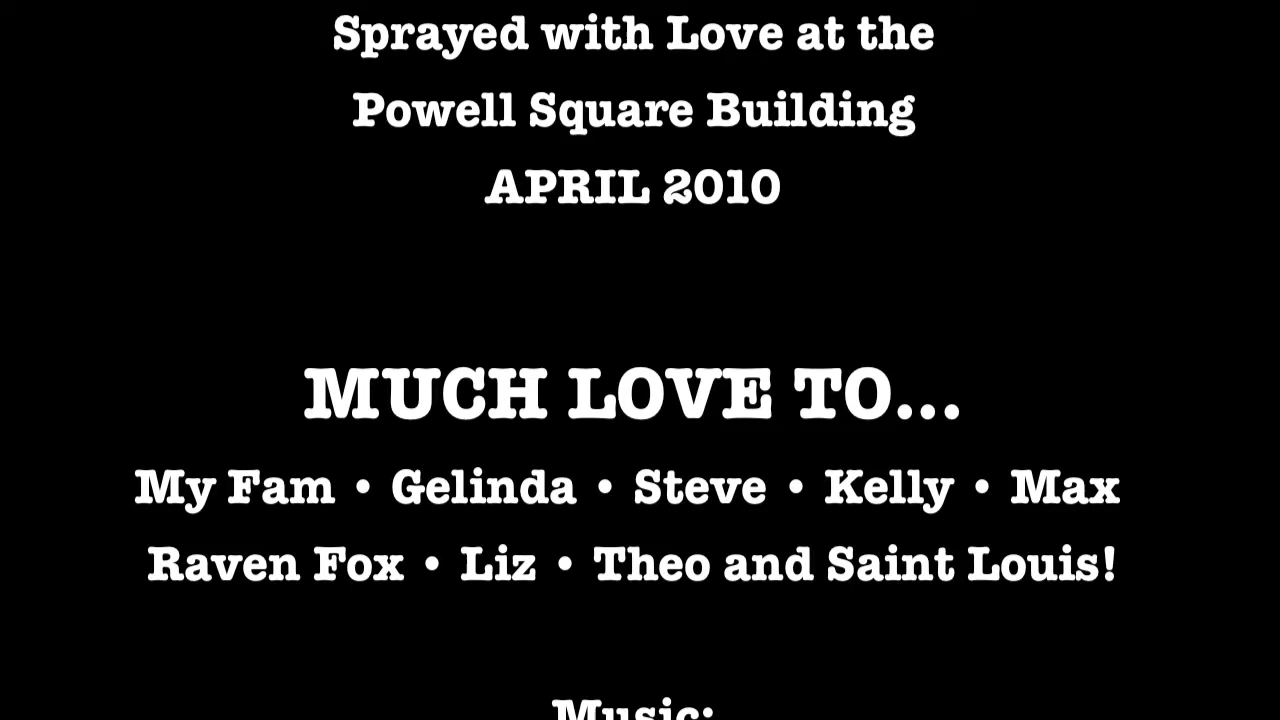 Sprayed with Love at the
Powell Square Building
APRIL 2010
MUCH LOVE TO...
My Fam • Gelinda • Steve • Kelly • Max
Raven Fox • Liz • Theo and Saint Louis!
Music: